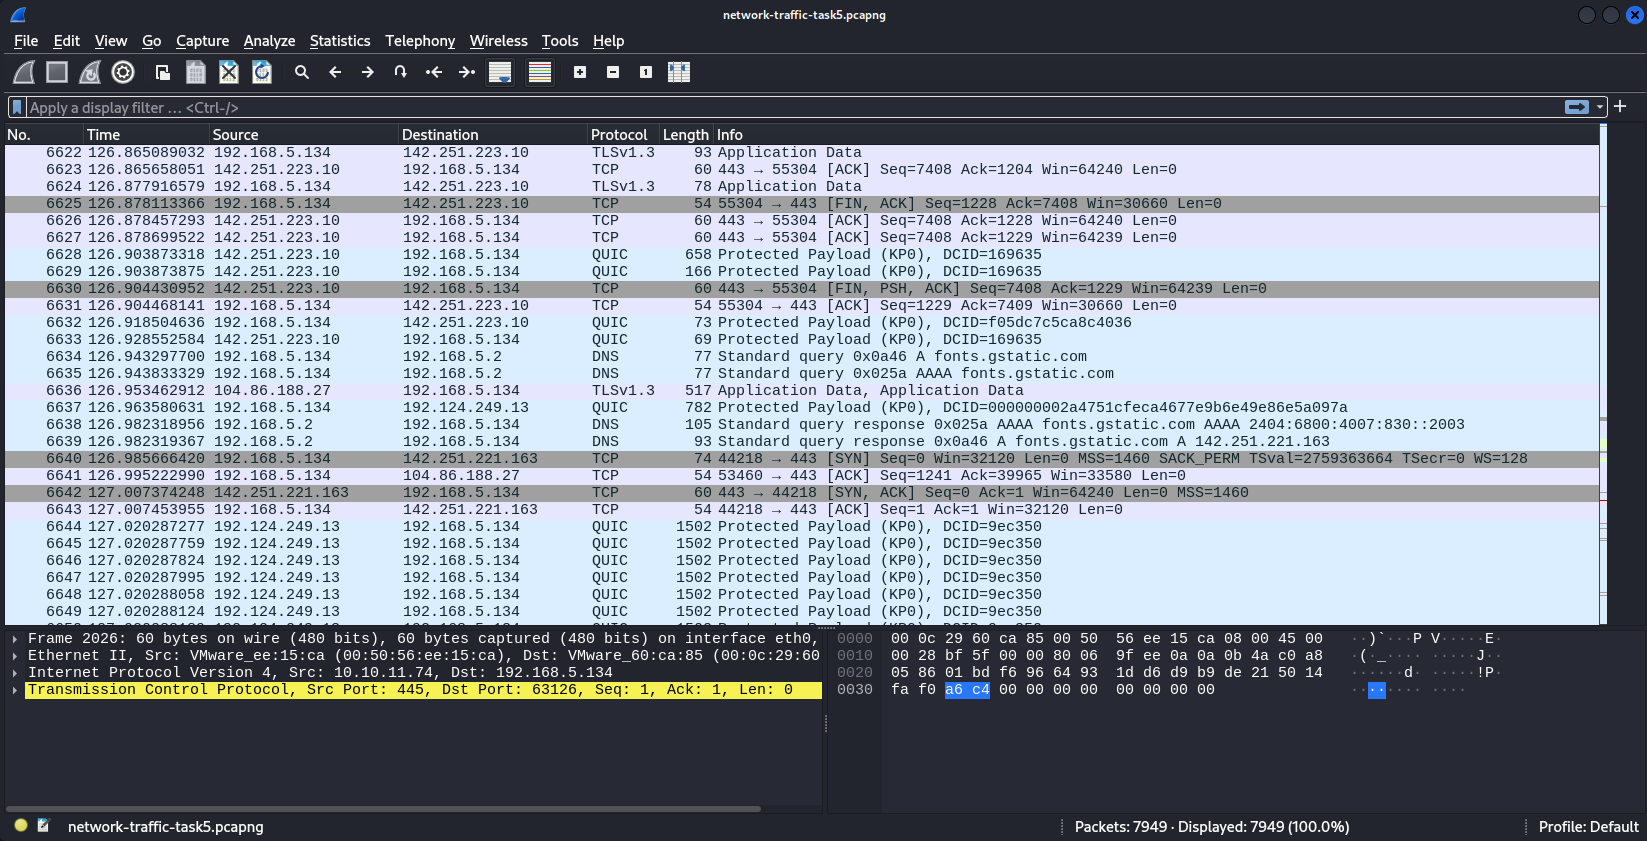 network-traffic-task5.pcapng
File Edit View Go Capture Analyze Statistics Telephony Wireless Tools Help
Apply a display filter … <Ctrl-/>
No. Time Source Destination Protocol Length Info
6622 126.865089032 192.168.5.134 142.251.223.10 TLSv1.3 93 Application Data
6623 126.865658051 142.251.223.10 192.168.5.134 TCP 60 443 → 55304 [ACK] Seq=7408 Ack=1204 Win=64240 Len=0
6624 126.877916579 192.168.5.134 142.251.223.10 TLSv1.3 78 Application Data
6625 126.878113366 192.168.5.134 142.251.223.10 TCP 54 55304 → 443 [FIN, ACK] Seq=1228 Ack=7408 Win=30660 Len=0
6626 126.878457293 142.251.223.10 192.168.5.134 TCP 60 443 → 55304 [ACK] Seq=7408 Ack=1228 Win=64240 Len=0
6627 126.878699522 142.251.223.10 192.168.5.134 TCP 60 443 → 55304 [ACK] Seq=7408 Ack=1229 Win=64239 Len=0
6628 126.903873318 142.251.223.10 192.168.5.134 QUIC 658 Protected Payload (KP0), DCID=169635
6629 126.903873875 142.251.223.10 192.168.5.134 QUIC 166 Protected Payload (KP0), DCID=169635
6630 126.904430952 142.251.223.10 192.168.5.134 TCP 60 443 → 55304 [FIN, PSH, ACK] Seq=7408 Ack=1229 Win=64239 Len=0
6631 126.904468141 192.168.5.134 142.251.223.10 TCP 54 55304 → 443 [ACK] Seq=1229 Ack=7409 Win=30660 Len=0
6632 126.918504636 192.168.5.134 142.251.223.10 QUIC 73 Protected Payload (KP0), DCID=f05dc7c5ca8c4036
6633 126.928552584 142.251.223.10 192.168.5.134 QUIC 69 Protected Payload (KP0), DCID=169635
6634 126.943297700 192.168.5.134 192.168.5.2 DNS 77 Standard query 0x0a46 A fonts.gstatic.com
6635 126.943833329 192.168.5.134 192.168.5.2 DNS 77 Standard query 0x025a AAAA fonts.gstatic.com
6636 126.953462912 104.86.188.27 192.168.5.134 TLSv1.3 517 Application Data, Application Data
6637 126.963580631 192.168.5.134 192.124.249.13 QUIC 782 Protected Payload (KP0), DCID=000000002a4751cfeca4677e9b6e49e86e5a097a
6638 126.982318956 192.168.5.2 192.168.5.134 DNS 105 Standard query response 0x025a AAAA fonts.gstatic.com AAAA 2404:6800:4007:830::2003
6639 126.982319367 192.168.5.2 192.168.5.134 DNS 93 Standard query response 0x0a46 A fonts.gstatic.com A 142.251.221.163
6640 126.985666420 192.168.5.134 142.251.221.163 TCP 74 44218 → 443 [SYN] Seq=0 Win=32120 Len=0 MSS=1460 SACK_PERM TSval=2759363664 TSecr=0 WS=128
6641 126.995222990 192.168.5.134 104.86.188.27 TCP 54 53460 → 443 [ACK] Seq=1241 Ack=39965 Win=33580 Len=0
6642 127.007374248 142.251.221.163 192.168.5.134 TCP 60 443 → 44218 [SYN, ACK] Seq=0 Ack=1 Win=64240 Len=0 MSS=1460
6643 127.007453955 192.168.5.134 142.251.221.163 TCP 54 44218 → 443 [ACK] Seq=1 Ack=1 Win=32120 Len=0
6644 127.020287277 192.124.249.13 192.168.5.134 QUIC 1502 Protected Payload (KP0), DCID=9ec350
6645 127.020287759 192.124.249.13 192.168.5.134 QUIC 1502 Protected Payload (KP0), DCID=9ec350
6646 127.020287824 192.124.249.13 192.168.5.134 QUIC 1502 Protected Payload (KP0), DCID=9ec350
6647 127.020287995 192.124.249.13 192.168.5.134 QUIC 1502 Protected Payload (KP0), DCID=9ec350
6648 127.020288058 192.124.249.13 192.168.5.134 QUIC 1502 Protected Payload (KP0), DCID=9ec350
6649 127.020288124 192.124.249.13 192.168.5.134 QUIC 1502 Protected Payload (KP0), DCID=9ec350
Frame 2026: 60 bytes on wire (480 bits), 60 bytes captured (480 bits) on interface eth0,
Ethernet II, Src: VMware_ee:15:ca (00:50:56:ee:15:ca), Dst: VMware_60:ca:85 (00:0c:29:60
Internet Protocol Version 4, Src: 10.10.11.74, Dst: 192.168.5.134
Transmission Control Protocol, Src Port: 445, Dst Port: 63126, Seq: 1, Ack: 1, Len: 0
0000 00 0c 29 60 ca 85 00 50 56 ee 15 ca 08 00 45 00 ··)`···P V·····E·
0010 00 28 bf 5f 00 00 80 06 9f ee 0a 0a 0b 4a c0 a8 ·(·_···· ·····J··
0020 05 86 01 bd f6 96 64 93 1d d6 d9 b9 de 21 50 14 ······d· ·····!P·
0030 fa f0 a6 c4 00 00 00 00 00 00 00 00 ········ ····
network-traffic-task5.pcapng
Packets: 7949 · Displayed: 7949 (100.0%)
Profile: Default